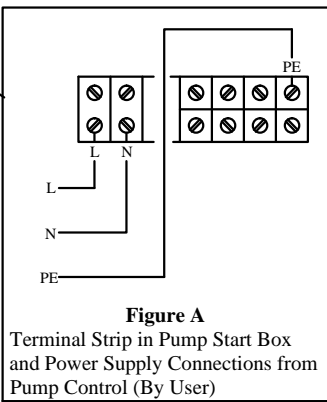 PE
L N
L
N
PE
Figure A
Terminal Strip in Pump Start Box
and Power Supply Connections from
Pump Control (By User)